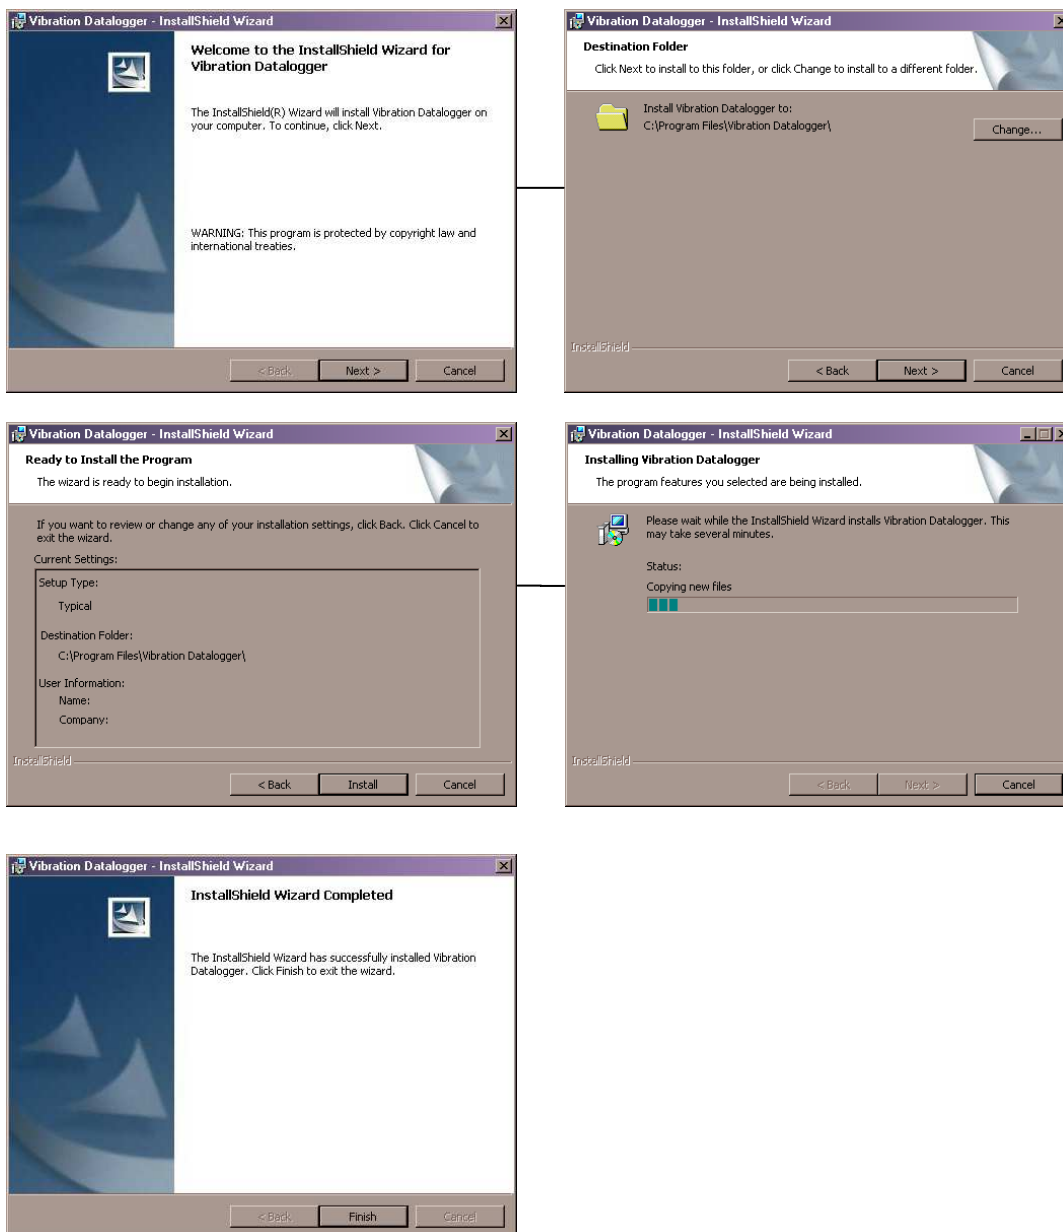 Vibration Datalogger - InstallShield Wizard
Welcome to the InstallShield Wizard for
Vibration Datalogger
The InstallShield(R) Wizard will install Vibration Datalogger on
your computer. To continue, click Next.
WARNING: This program is protected by copyright law and
international treaties.
< Back
Next >
Cancel
Vibration Datalogger - InstallShield Wizard
Destination Folder
Click Next to install to this folder, or click Change to install to a different folder.
Install Vibration Datalogger to:
C:\Program Files\Vibration Datalogger\
Change...
InstallShield
< Back
Next >
Cancel
Vibration Datalogger - InstallShield Wizard
Ready to Install the Program
The wizard is ready to begin installation.
If you want to review or change any of your installation settings, click Back. Click Cancel to
exit the wizard.
Current Settings:
Setup Type:
Typical
Destination Folder:
C:\Program Files\Vibration Datalogger\
User Information:
Name:
Company:
InstallShield
< Back
Install
Cancel
Vibration Datalogger - InstallShield Wizard
Installing Vibration Datalogger
The program features you selected are being installed.
Please wait while the InstallShield Wizard installs Vibration Datalogger. This
may take several minutes.
Status:
Copying new files
InstallShield
< Back
Next >
Cancel
Vibration Datalogger - InstallShield Wizard
InstallShield Wizard Completed
The InstallShield Wizard has successfully installed Vibration
Datalogger. Click Finish to exit the wizard.
< Back
Finish
Cancel